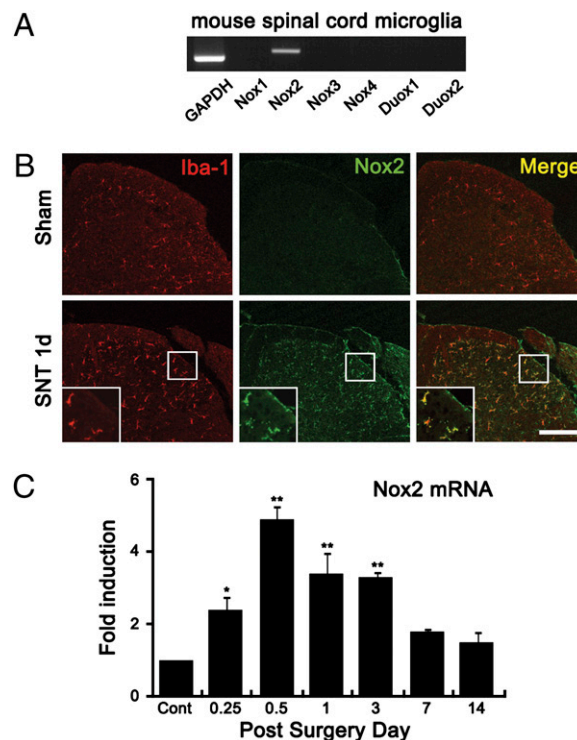 A
mouse spinal cord microglia
GAPDH Nox1 Nox2 Nox3 Nox4 Duox1 Duox2
B
Iba-1 Nox2 Merge
Sham
SNT 1d
C
Nox2 mRNA
Fold induction
6
4
2
0
* ** ** **
Cont 0.25 0.5 1 3 7 14
Post Surgery Day